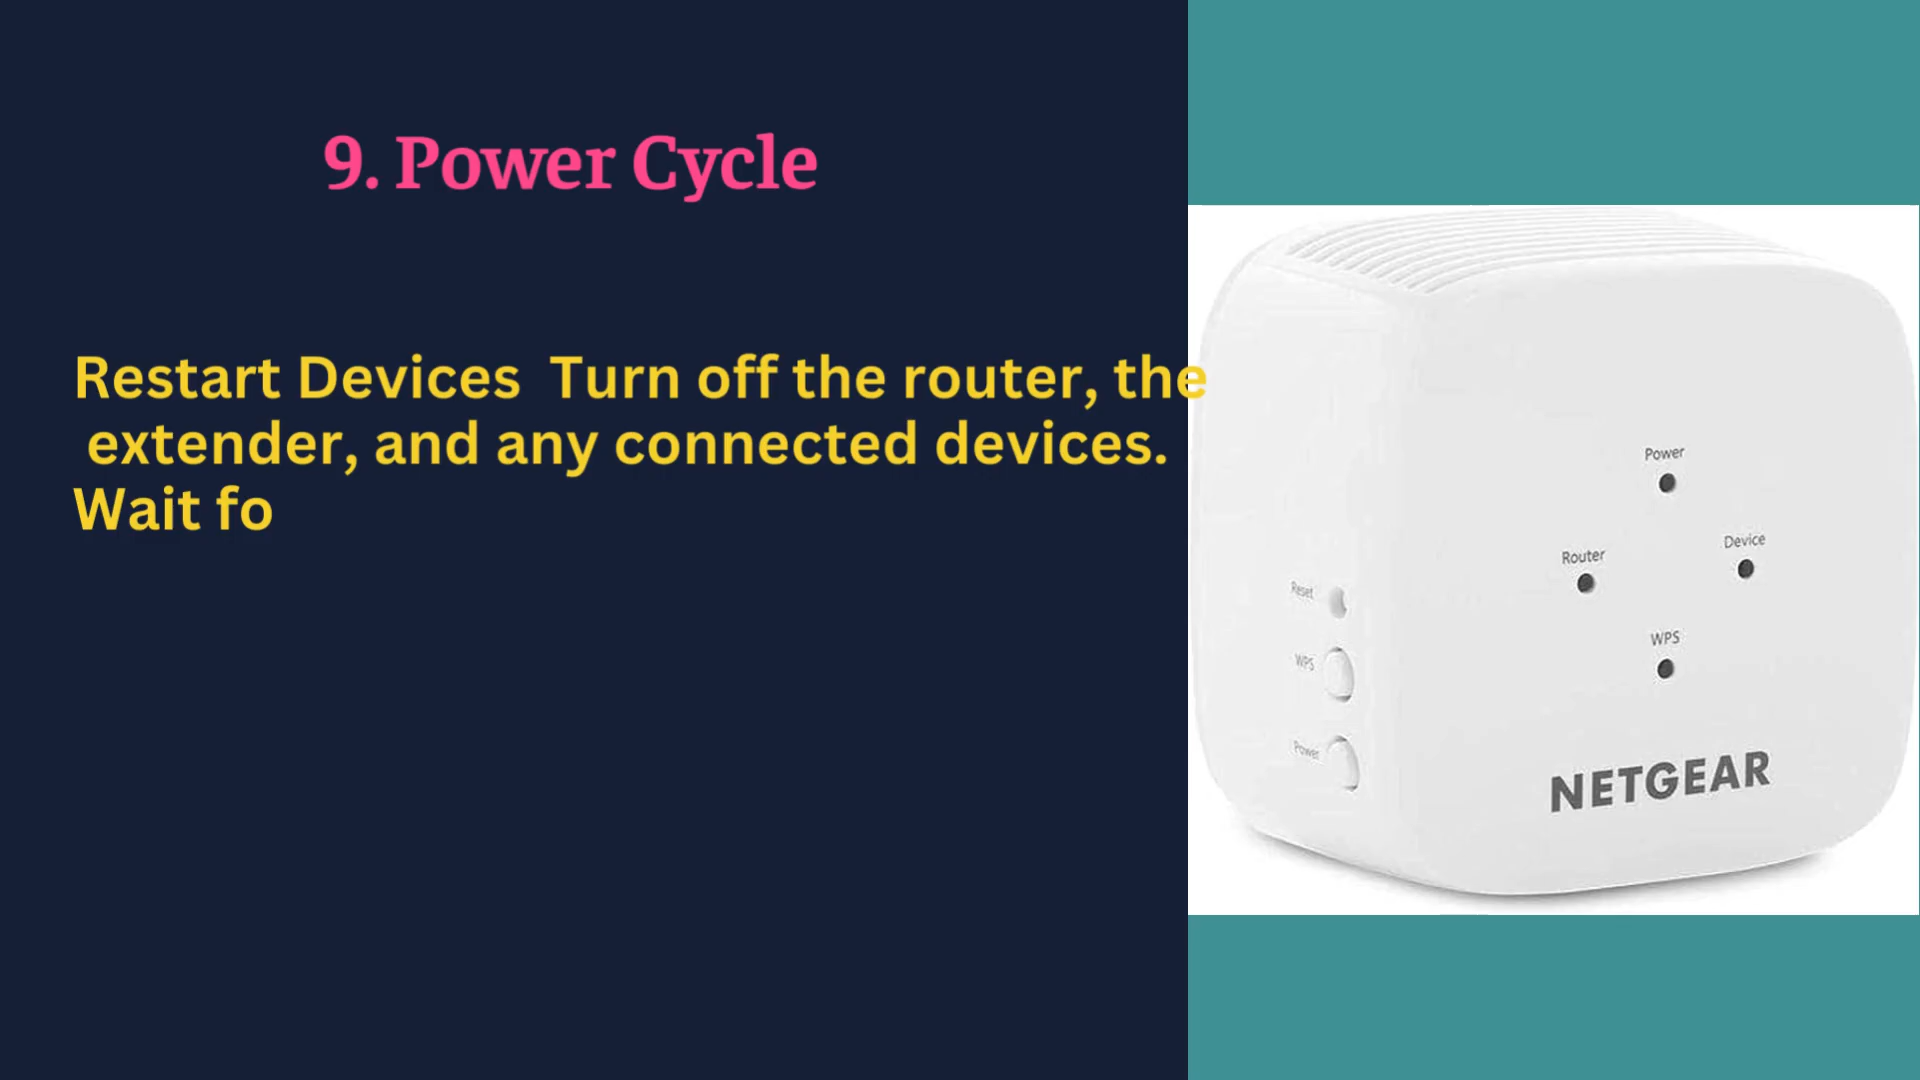 9. Power Cycle
Restart Devices  Turn off the router, the
extender, and any connected devices.
Wait fo
Power
Router
Device
WPS
Reset
WPS
Power
NETGEAR